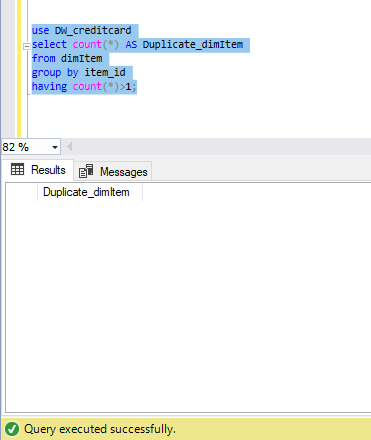 use DW_creditcard
select count(*) AS Duplicate_dimItem
from dimItem
group by item_id
having count(*)>1;
82 %
Results
Messages
Duplicate_dimItem
Query executed successfully.